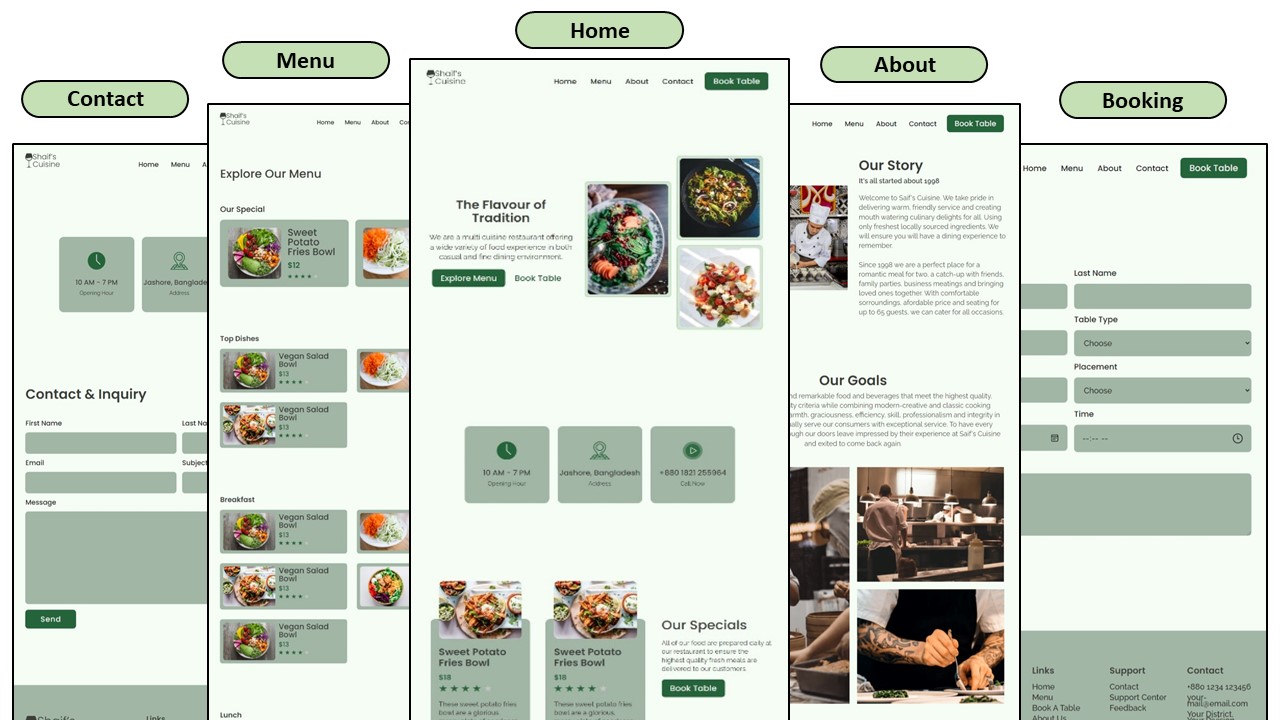 Home
Menu
About
Contact
Booking
Shaif's
Cuisine
Home Menu
10 AM - 7 PM
Opening Hour
Jashore, Banglade
Address
Contact & Inquiry
First Name
Last Na
Email
Subject
Message
Send
Links
Shaif's
Cuisine
Home Menu About Co
Explore Our Menu
Our Special
Sweet
Potato
Fries Bowl
$12
Top Dishes
Vegan Salad
Bowl
$13
Vegan Salad
Bowl
$13
Breakfast
Vegan Salad
Bowl
$13
Vegan Salad
Bowl
$13
Vegan Salad
Bowl
$13
Lunch
Shaif's
Cuisine
Home Menu About Contact Book Table
The Flavour of
Tradition
We are a multi cuisine restaurant offering
a wide variety of food experience in both
casual and fine dining environment.
Explore Menu Book Table
10 AM - 7 PM
Opening Hour
Jashore, Bangladesh
Address
+880 1821 255964
Call Now
Sweet Potato
Fries Bowl
$18
These sweet potato fries
bowl are a glorious,
Sweet Potato
Fries Bowl
$18
These sweet potato fries
bowl are a glorious,
Our Specials
All of our food are prepared daily at
our restaurant to ensure the
highest quality fresh meals are
delivered to our customers.
Book Table
Home Menu About Contact Book Table
Our Story
It's all started about 1998
Welcome to Saif's Cuisine. We take pride in
delivering warm, friendly service and creating
mouth watering culinary delights for all. Using
only freshest locally sourced ingredients. We
will ensure you will have a dining experience to
remember.
Since 1998 we are a perfect place for a
romantic meal for two, a catch-up with friends,
family parties, business meatings and bringing
loved ones together. With comfortable
sorroundings, afordable price and seating for
up to 65 guests, we can cater for all occasions.
Our Goals
nd remarkable food and beverages that meet the highest quality,
ty criteria while combining modern-creative and classic cooking
armth, graciousness, efficiency, skill, professionalism and integrity in
ally serve our consumers with exceptional service. To have every
ough our doors leave impressed by their experience at Saif's Cuisine
and exited to come back again.
Home Menu About Contact Book Table
Last Name
Table Type
Choose
Placement
Choose
Time
--:-- --
Links
Home
Menu
Book A Table
About Us
Support
Contact
Support Center
Feedback
Contact
+880 1234 123456
your-
mail@email.com
Your District,